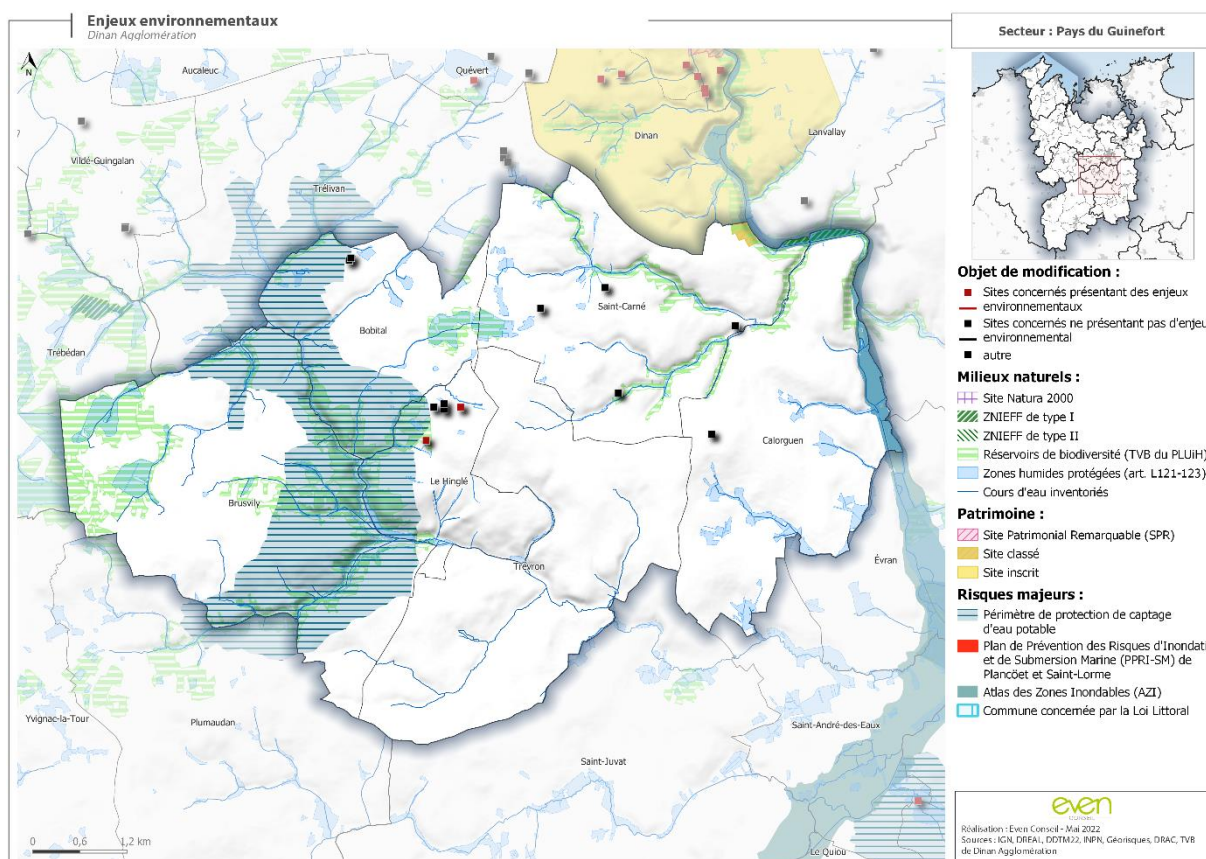 Enjeux environnementaux
Dinan Agglomération
Secteur : Pays du Guinefort
N
Aucaleuc
Quévert
Dinan
Lanvallay
Vildé-Guingalan
Trélivan
Bobital
Saint-Carné
Trébédan
Calorguen
Le Hinglé
Brusvily
Trévron
Évran
Yvignac-la-Tour
Plumaudan
Saint-André-des-Eaux
Saint-Juvat
Le Quiou
0 0,6 1,2 km
Objet de modification :
Sites concernés présentant des enjeux
environnementaux
Sites concernés ne présentant pas d'enjeu
environnemental
autre
Milieux naturels :
Site Natura 2000
ZNIEFF de type I
ZNIEFF de type II
Réservoirs de biodiversité (TVB du PLUiH)
Zones humides protégées (art. L121-123)
Cours d'eau inventoriés
Patrimoine :
Site Patrimonial Remarquable (SPR)
Site classé
Site inscrit
Risques majeurs :
Périmètre de protection de captage
d'eau potable
Plan de Prévention des Risques d'Inondati
et de Submersion Marine (PPRI-SM) de
Plancöet et Saint-Lorme
Atlas des Zones Inondables (AZI)
Commune concernée par la Loi Littoral
even
CONSEIL
Réalisation : Even Conseil - Mai 2022
Sources : IGN, DREAL, DDTM22, INPN, Géorisques, DRAC, TVB
de Dinan Agglomération